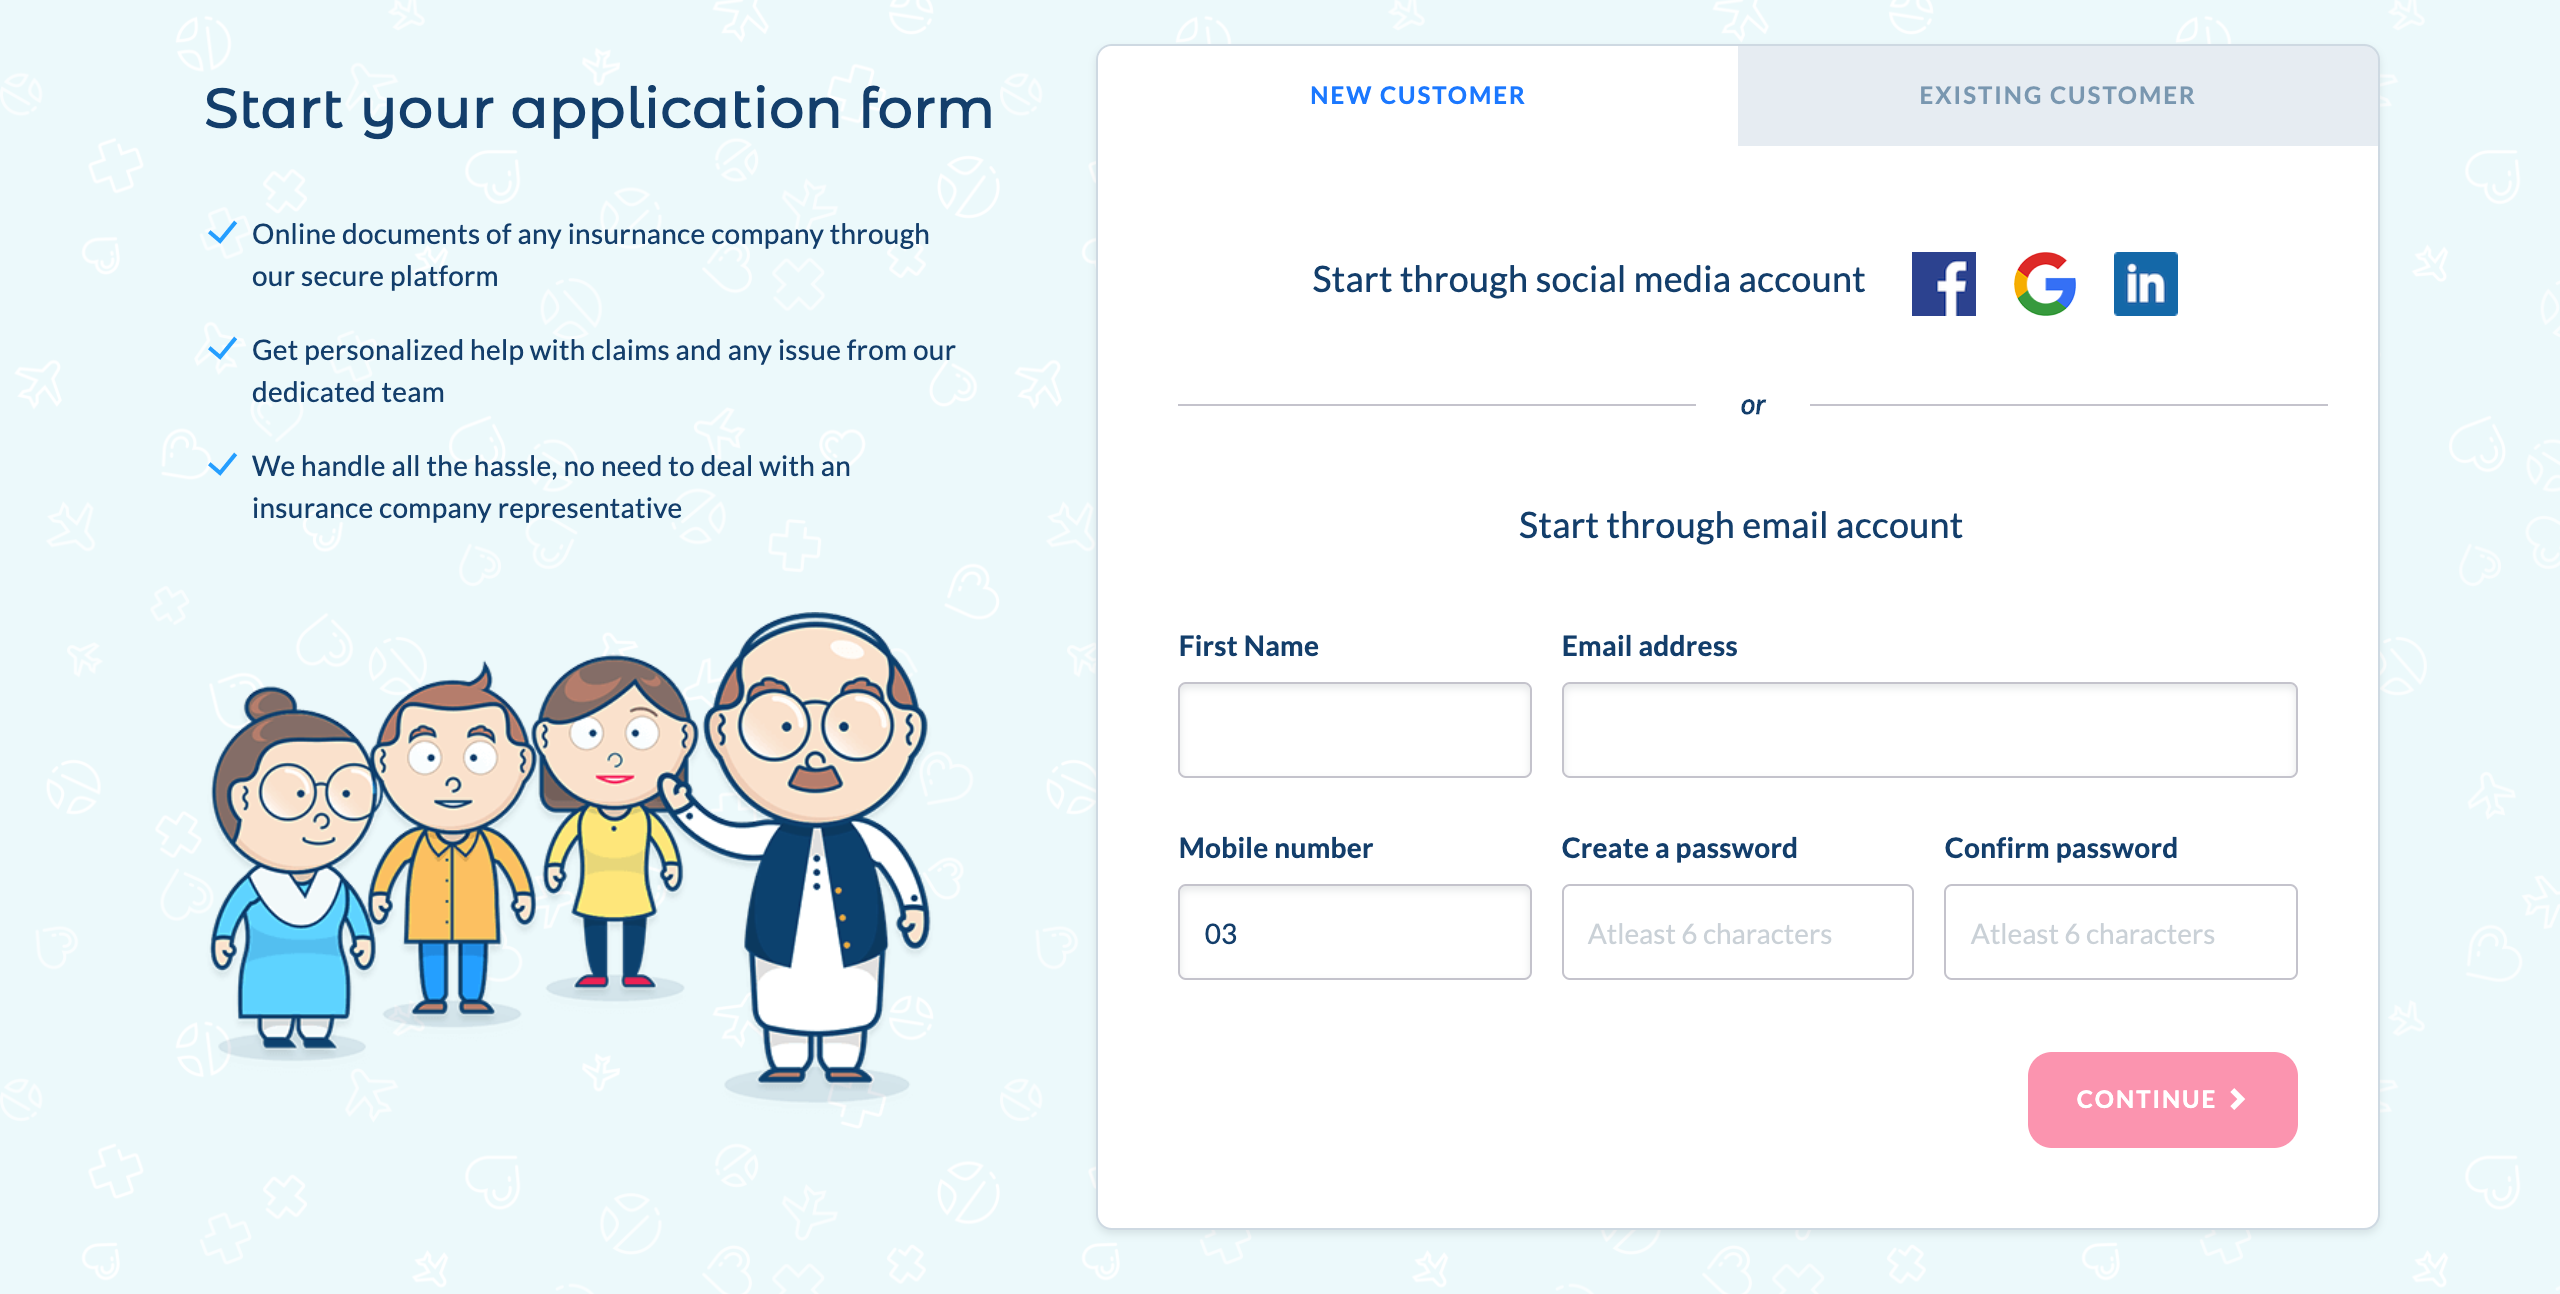 Start your application form
Online documents of any insurnance company through
our secure platform
Get personalized help with claims and any issue from our
dedicated team
We handle all the hassle, no need to deal with an
insurance company representative
NEW CUSTOMER
EXISTING CUSTOMER
Start through social media account
or
Start through email account
First Name
Email address
Mobile number
Create a password
Confirm password
03
Atleast 6 characters
Atleast 6 characters
CONTINUE